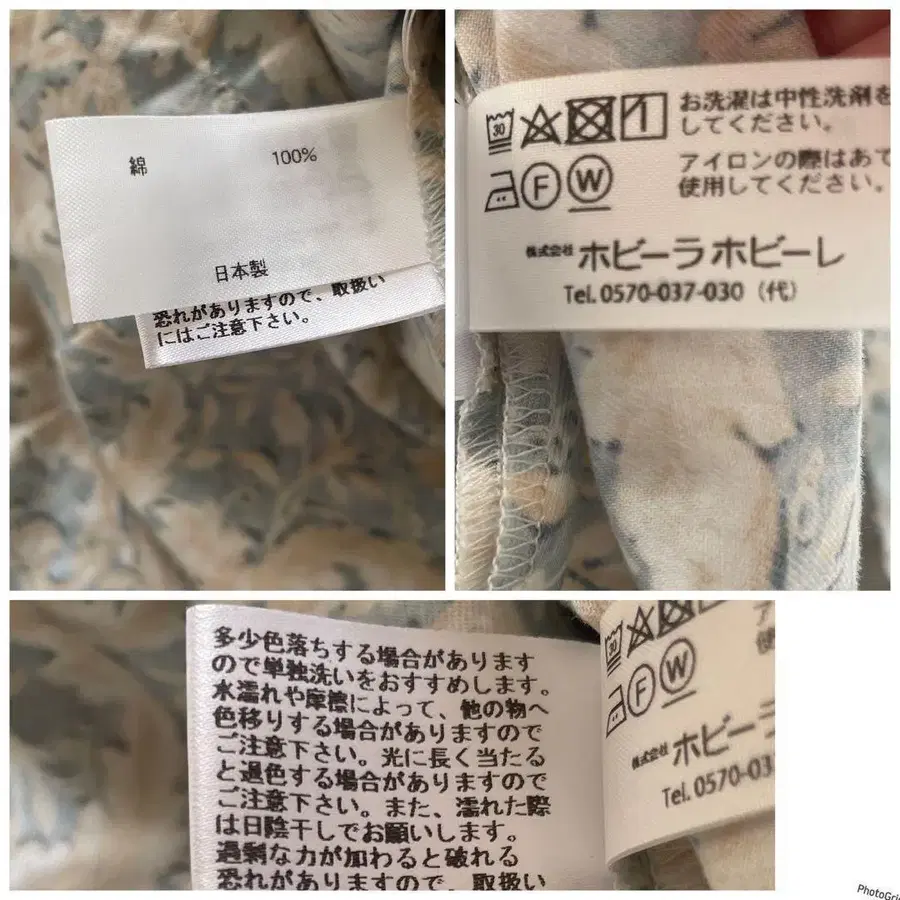 綿 100%
日本製
恐れがありますので、取扱い
にはご注意下さい。
30
お洗濯は中性洗剤を
してください。
アイロンの際はあて
使用してください。
F W
株式会社 ホビーラホビーレ
Tel. 0570-037-030（代）
多少色落ちする場合があります
ので単独洗いをおすすめします。
水濡れや摩擦によって、他の物へ
色移りする場合がありますので
ご注意下さい。光に長く当たる
と退色する場合がありますので
ご注意下さい。また、濡れた際
は日陰干しでお願いします。
過剰な力が加わると破れる
恐れがありますので、取扱い
30
ア
使
F W
株式会社 ホビーラ
Tel. 0570-03
PhotoGri